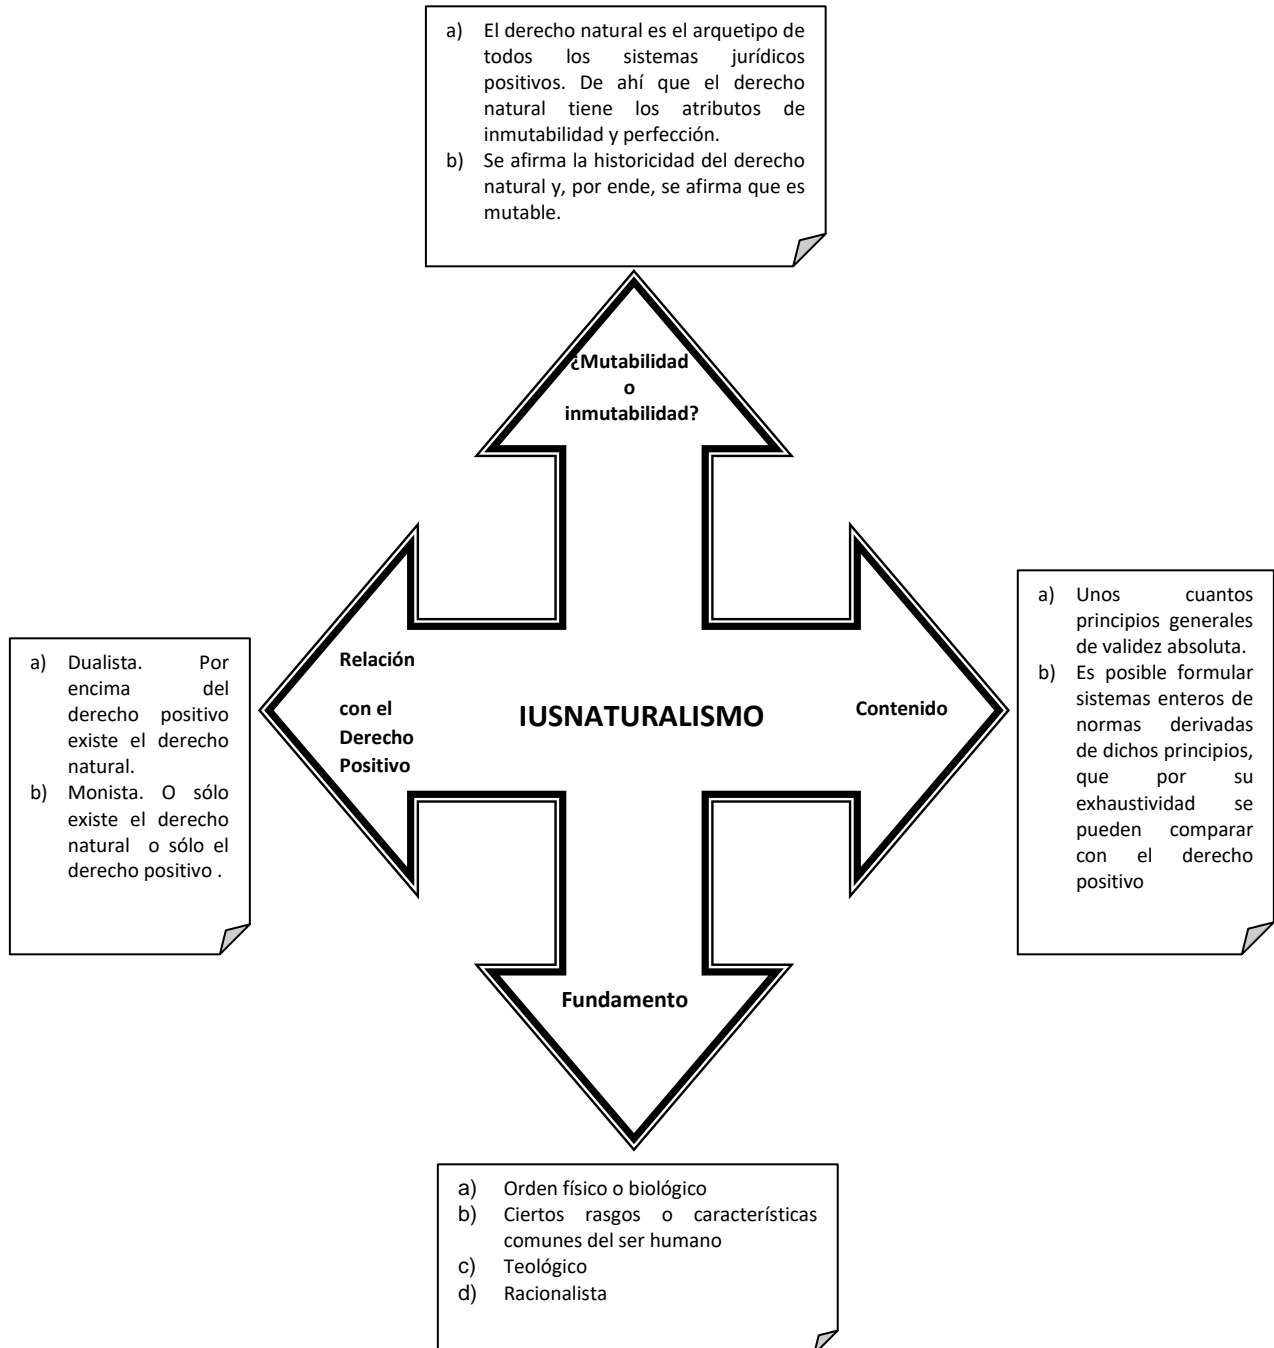 a) El derecho natural es el arquetipo de
todos los sistemas jurídicos
positivos. De ahí que el derecho
natural tiene los atributos de
inmutabilidad y perfección.
b) Se afirma la historicidad del derecho
natural y, por ende, se afirma que es
mutable.
¿Mutabilidad
o
inmutabilidad?
a) Dualista. Por
encima del
derecho positivo
existe el derecho
natural.
b) Monista. O sólo
existe el derecho
natural o sólo el
derecho positivo .
Relación
con el
Derecho
Positivo
IUSNATURALISMO
Contenido
a) Unos cuantos
principios generales
de validez absoluta.
b) Es posible formular
sistemas enteros de
normas derivadas
de dichos principios,
que por su
exhaustividad se
pueden comparar
con el derecho
positivo
Fundamento
a) Orden físico o biológico
b) Ciertos rasgos o características
comunes del ser humano
c) Teológico
d) Racionalista